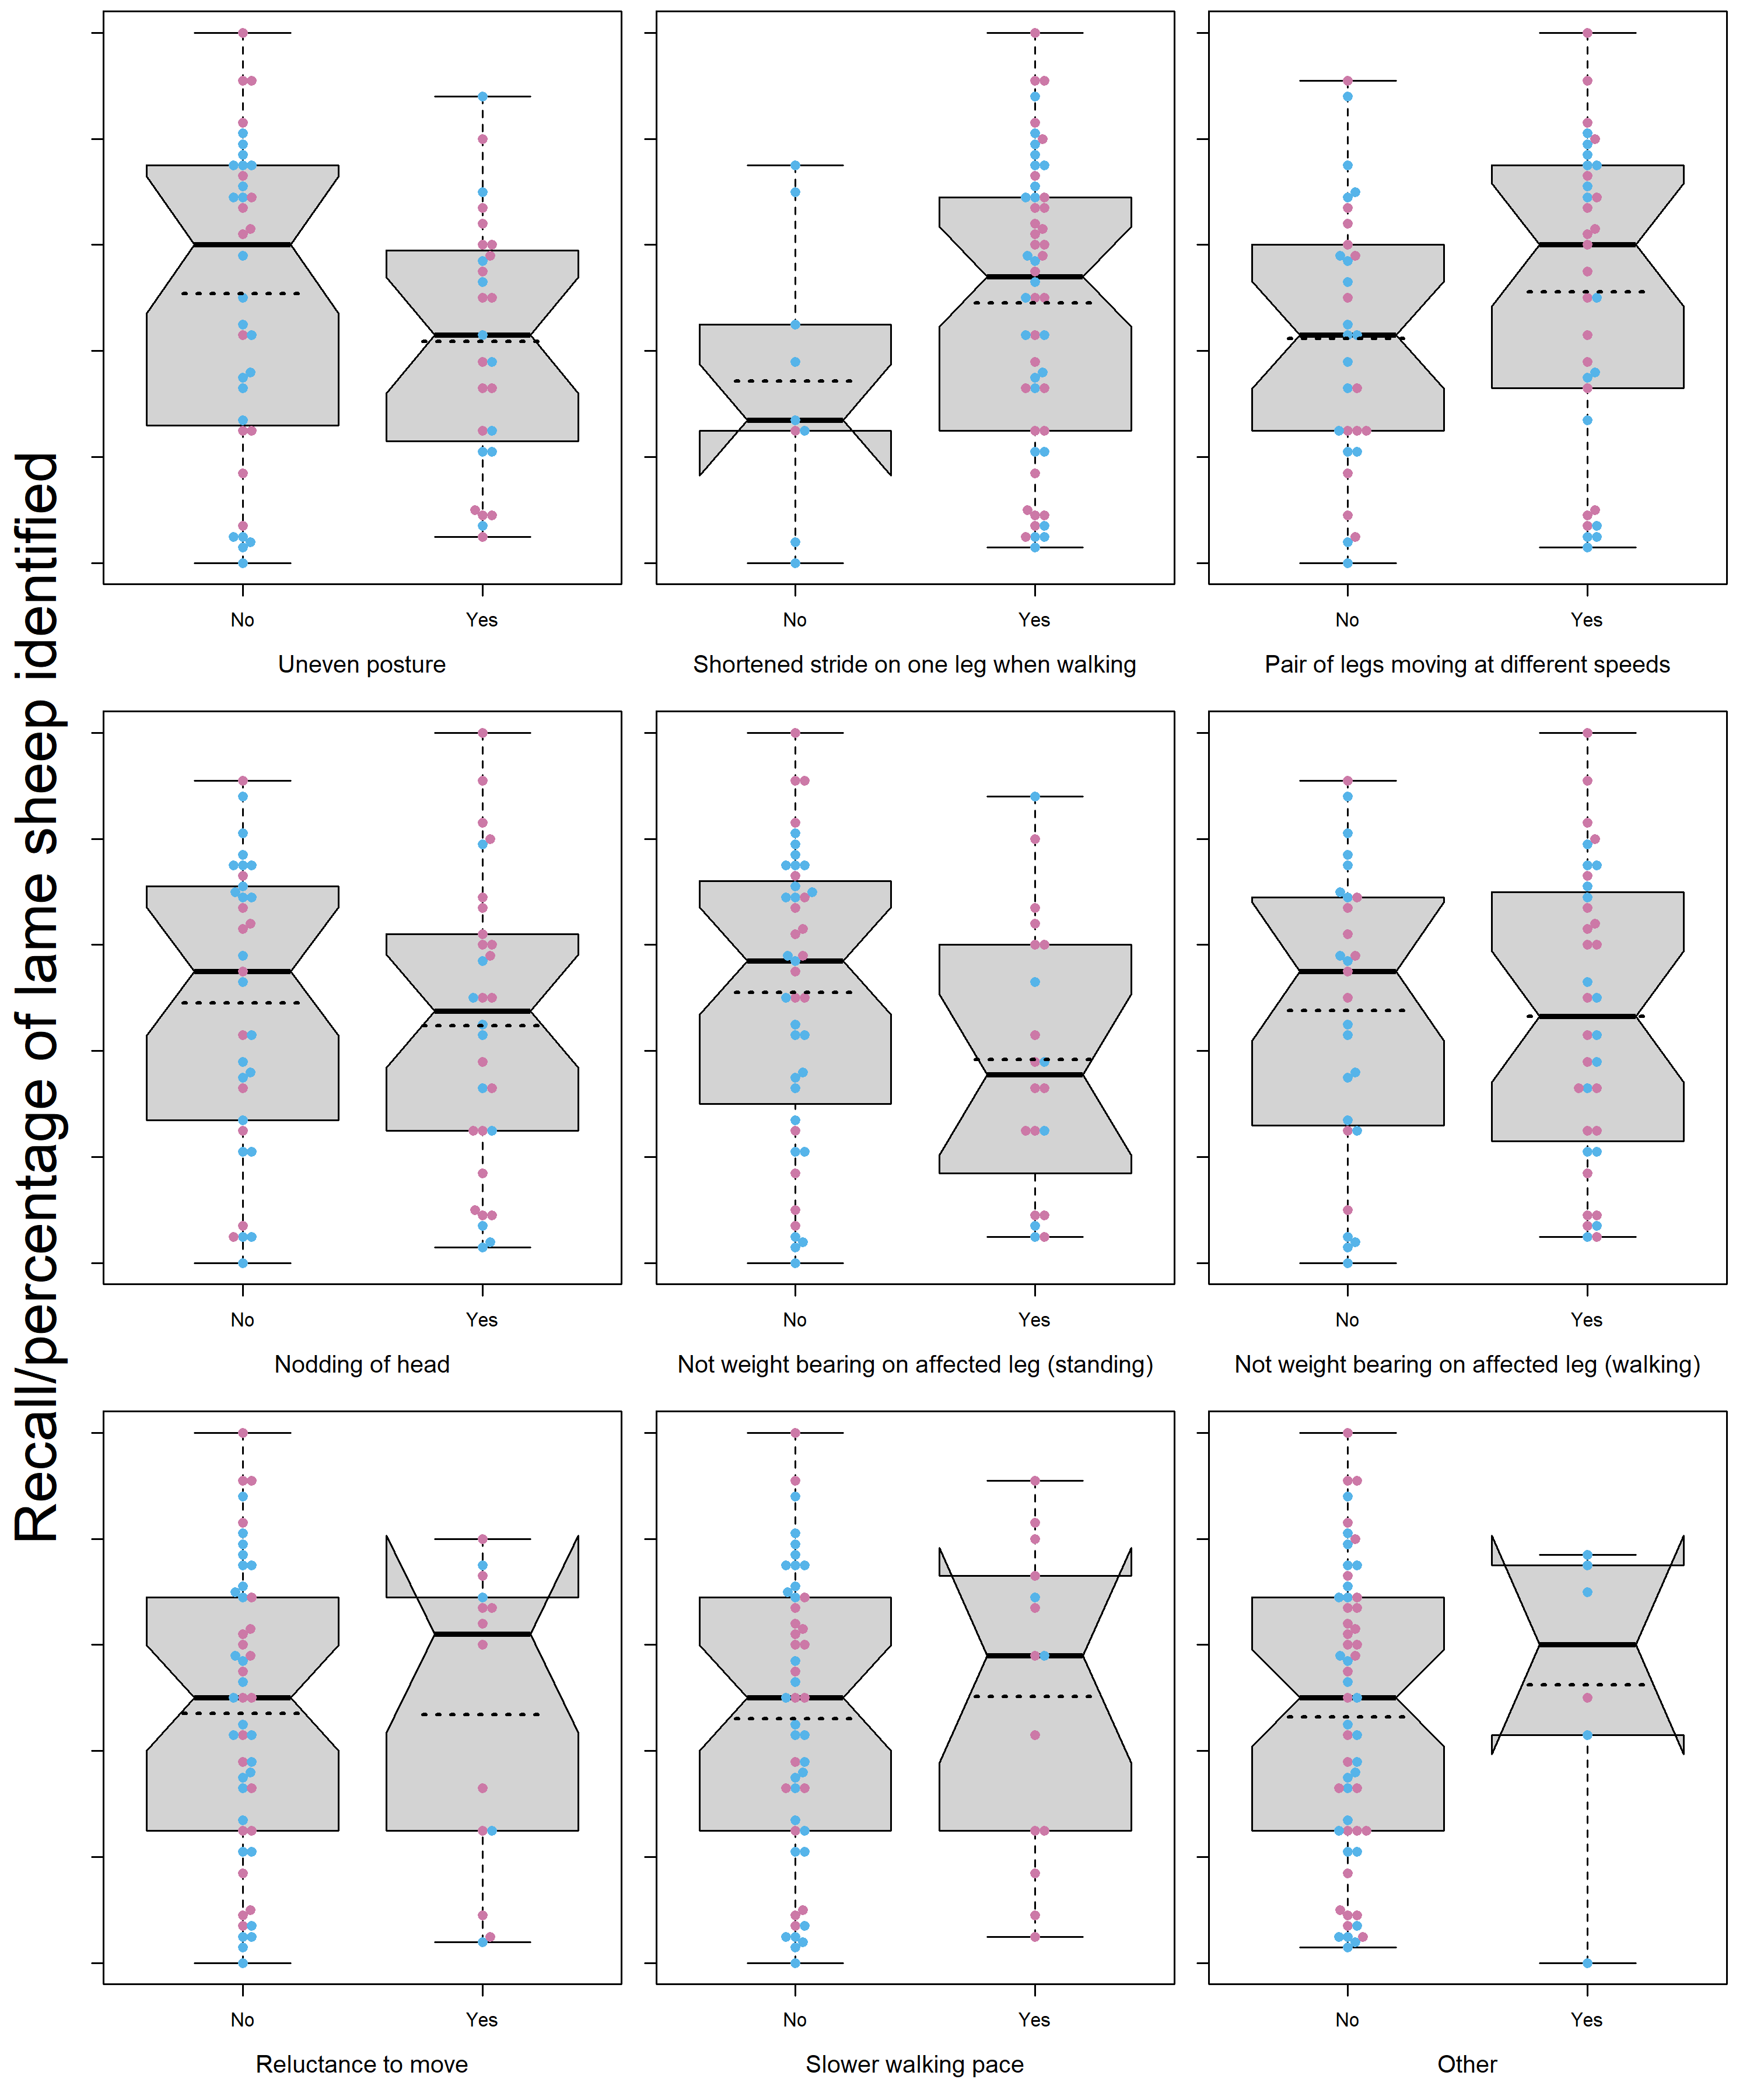 Recall/percentage of lame sheep identified
No Yes No Yes No Yes
Uneven posture Shortened stride on one leg when walking Pair of legs moving at different speeds
No Yes No Yes No Yes
Nodding of head Not weight bearing on affected leg (standing) Not weight bearing on affected leg (walking)
No Yes No Yes No Yes
Reluctance to move Slower walking pace Other